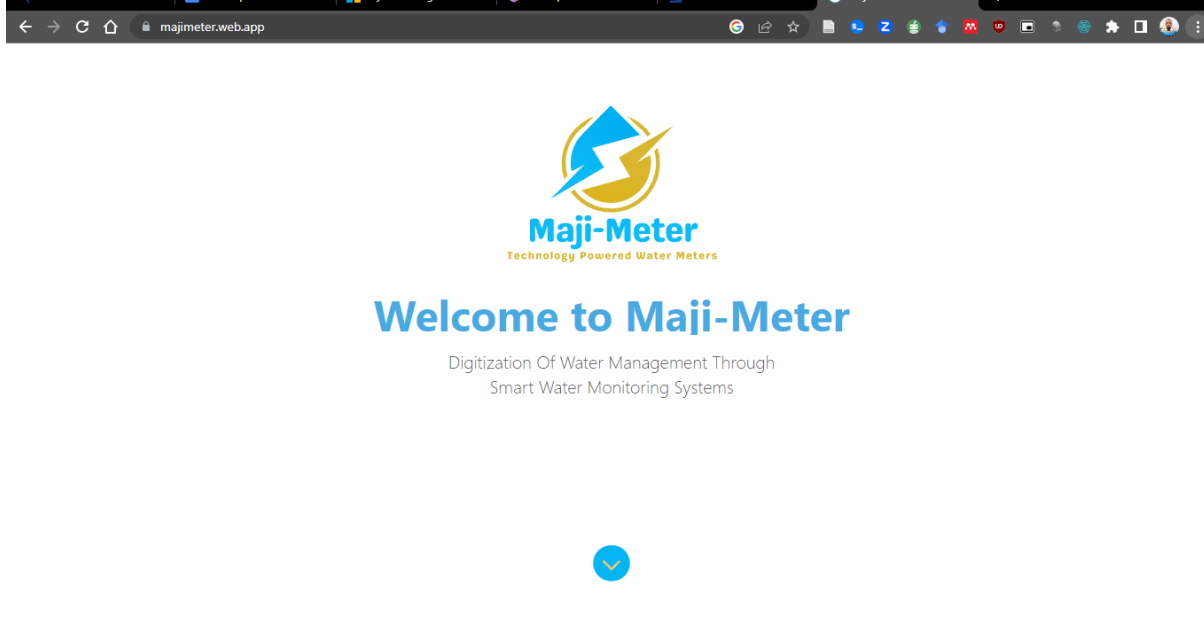 majimeter.web.app
Maji-Meter
Technology Powered Water Meters
Welcome to Maji-Meter
Digitization Of Water Management Through
Smart Water Monitoring Systems